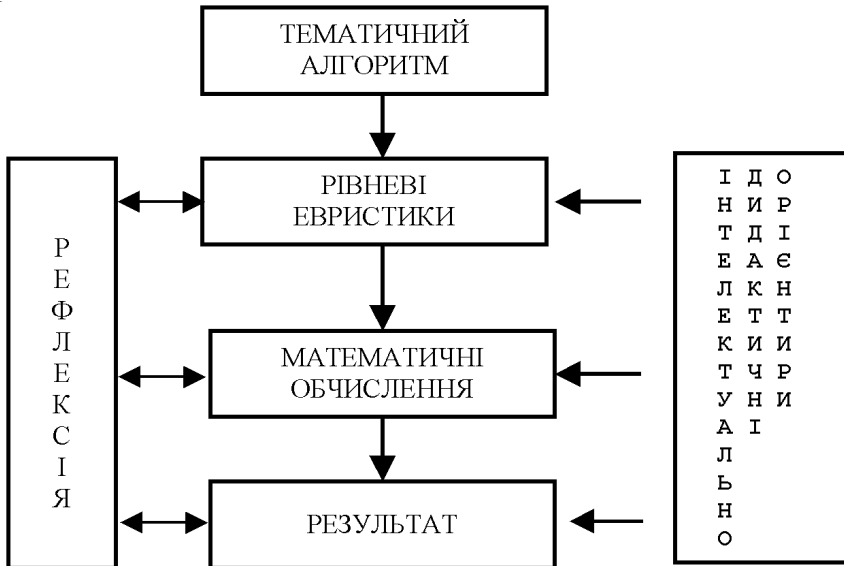 ТЕМАТИЧНИЙ
АЛГОРИТМ
РІВНЕВІ
ЕВРИСТИКИ
МАТЕМАТИЧНІ
ОБЧИСЛЕННЯ
РЕЗУЛЬТАТ
РЕФЛЕКСІЯ
ІНТЕЛЕКТУАЛЬНО
ДИДАКТИЧНІ
ОРІЄНТИРИ